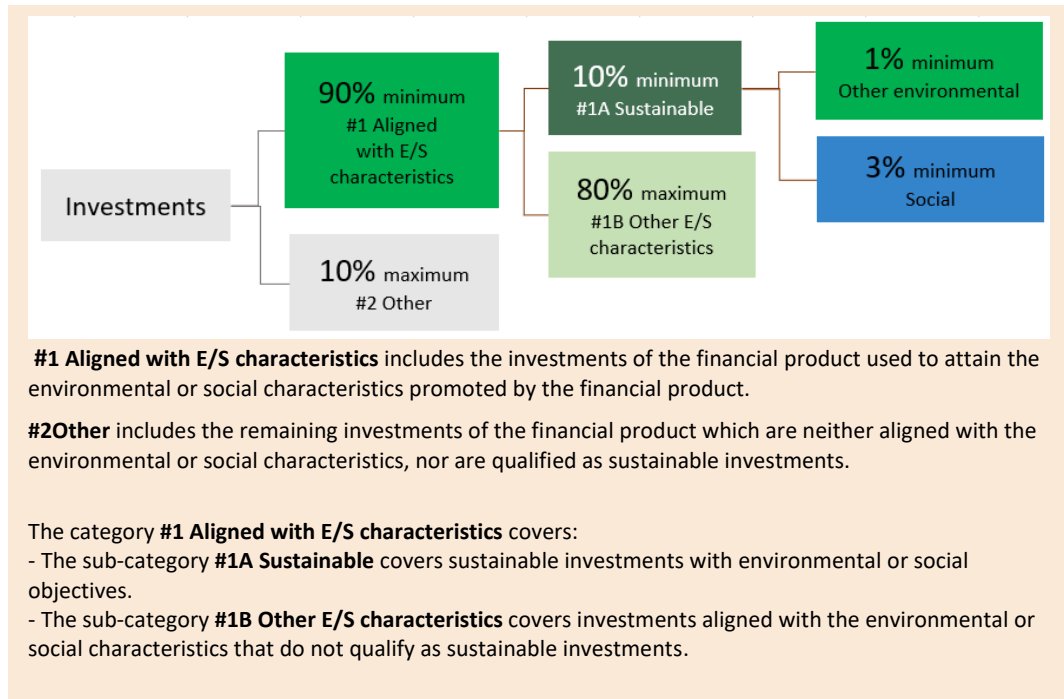 90% minimum
#1 Aligned
with E/S
characteristics
10% minimum
#1A Sustainable
1% minimum
Other environmental
3% minimum
Social
Investments
80% maximum
#1B Other E/S
characteristics
10% maximum
#2 Other
#1 Aligned with E/S characteristics includes the investments of the financial product used to attain the
environmental or social characteristics promoted by the financial product.
#2Other includes the remaining investments of the financial product which are neither aligned with the
environmental or social characteristics, nor are qualified as sustainable investments.
The category #1 Aligned with E/S characteristics covers:
- The sub-category #1A Sustainable covers sustainable investments with environmental or social
objectives.
- The sub-category #1B Other E/S characteristics covers investments aligned with the environmental or
social characteristics that do not qualify as sustainable investments.